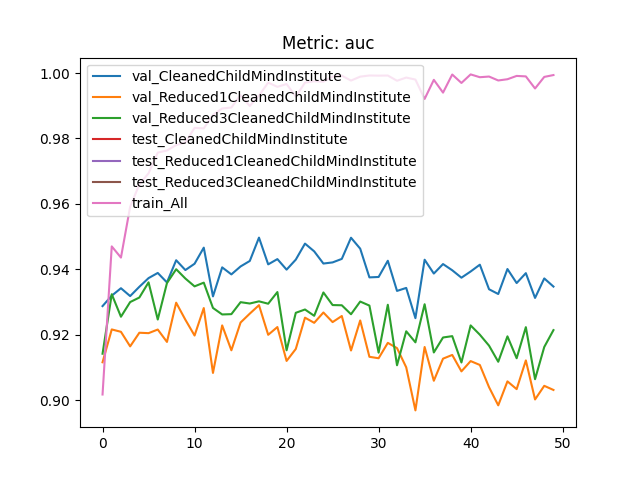 Metric: auc
1.00
0.98
0.96
0.94
0.92
0.90
val_CleanedChildMindInstitute
val_Reduced1CleanedChildMindInstitute
val_Reduced3CleanedChildMindInstitute
test_CleanedChildMindInstitute
test_Reduced1CleanedChildMindInstitute
test_Reduced3CleanedChildMindInstitute
train_All
0 10 20 30 40 50